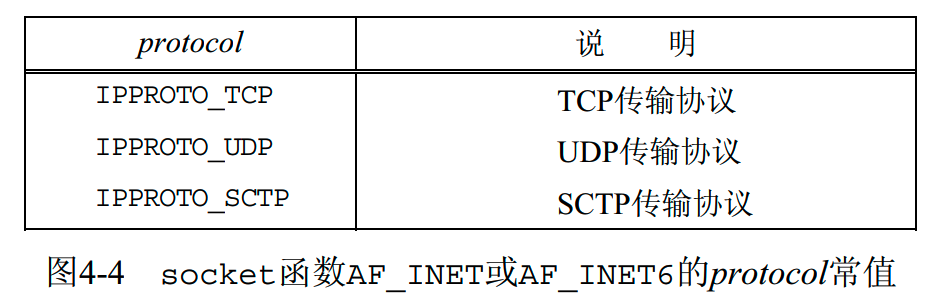 protocol 说 明
IPPROTO_TCP TCP传输协议
IPPROTO_UDP UDP传输协议
IPPROTO_SCTP SCTP传输协议
图4-4 socket函数AF_INET或AF_INET6的protocol常值